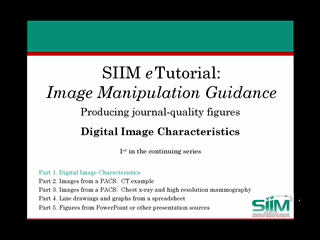 SIIM eTutorial:
Image Manipulation Guidance
Producing journal-quality figures
Digital Image Characteristics
1st in the continuing series
Part 1. Digital Image Characteristics
Part 2. Images from a PACS: CT example
Part 3. Images from a PACS: Chest x-ray and high resolution mammography
Part 4. Line drawings and graphs from a spreadsheet
Part 5. Figures from PowerPoint or other presentation sources
SIIM